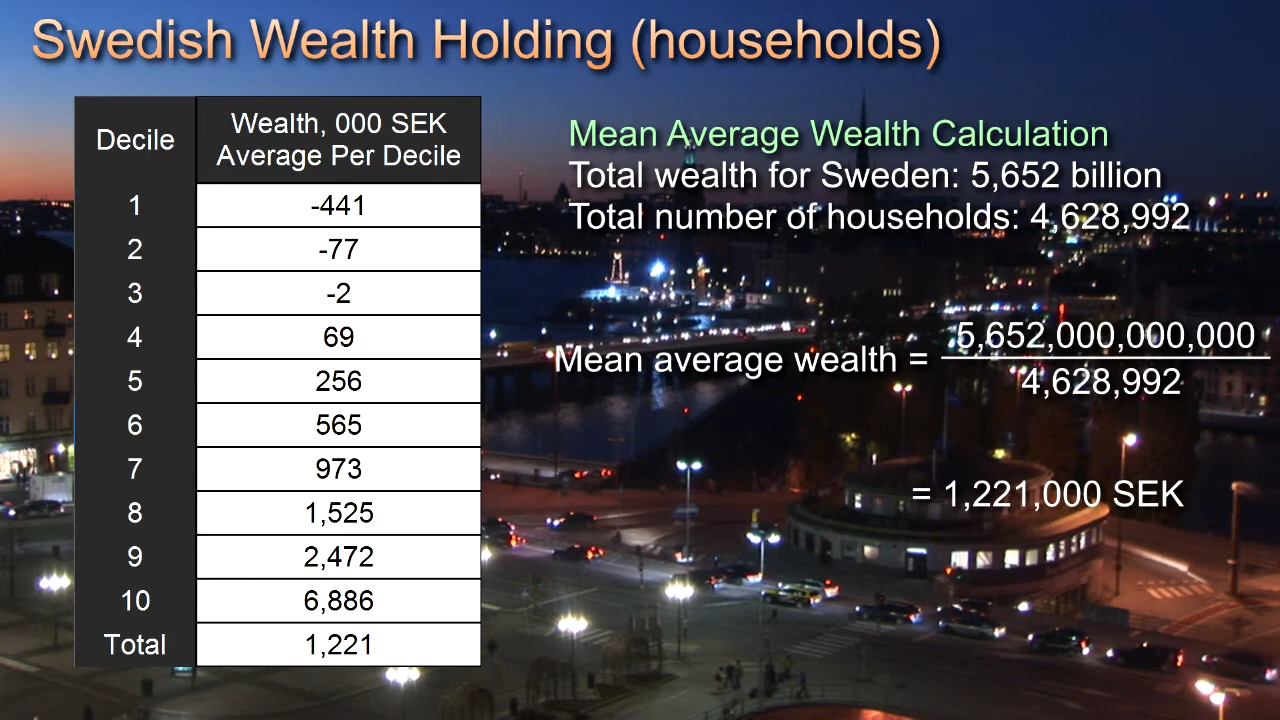 Swedish Wealth Holding (households)
Decile
Wealth, 000 SEK
Average Per Decile
1 -441
2 -77
3 -2
4 69
5 256
6 565
7 973
8 1,525
9 2,472
10 6,886
Total 1,221
Mean Average Wealth Calculation
Total wealth for Sweden: 5,652 billion
Total number of households: 4,628,992
5,652,000,000,000
Mean average wealth =
4,628,992
= 1,221,000 SEK